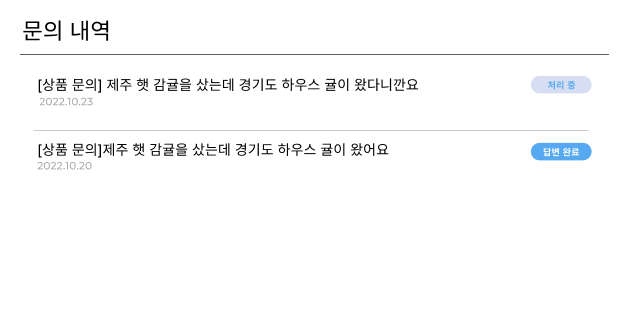 문의 내역
[상품 문의] 제주 햇 감귤을 샀는데 경기도 하우스 귤이 왔다니깐요
처리 중
2022.10.23
[상품 문의]제주 햇 감귤을 샀는데 경기도 하우스 귤이 왔어요
답변 완료
2022.10.20